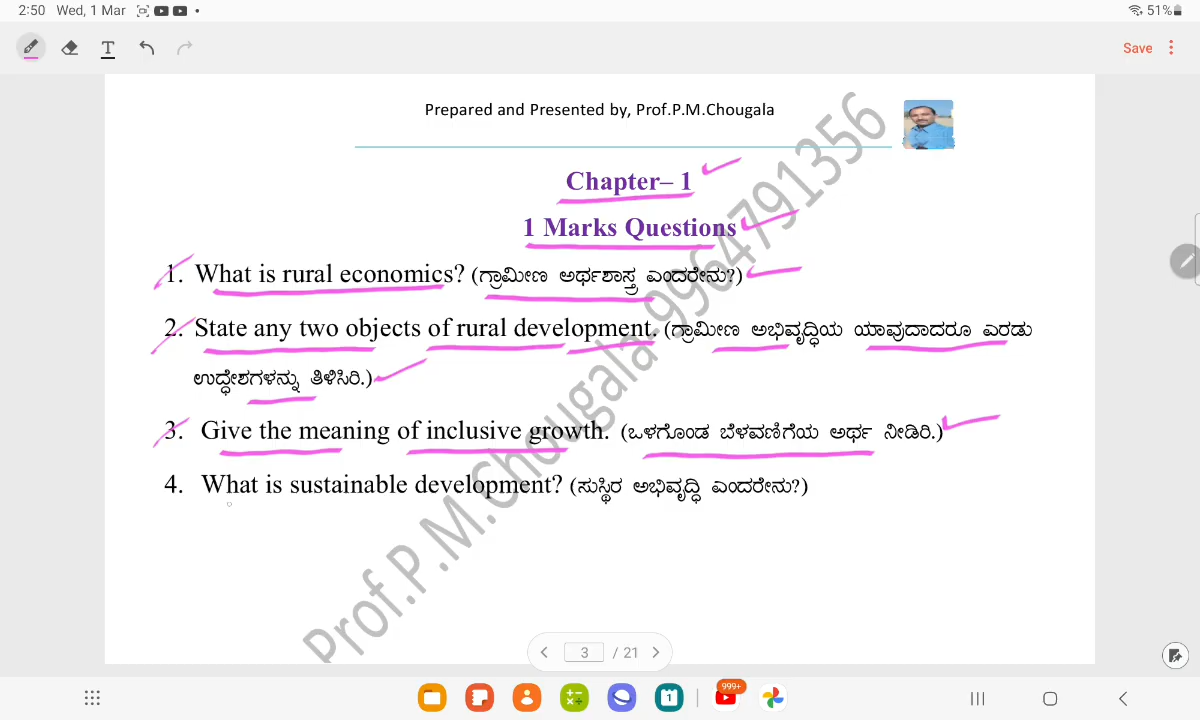 2:50 Wed, 1 Mar 51%
T Save
Prepared and Presented by, Prof.P.M.Chougala
Chapter– 1
1 Marks Questions
1. What is rural economics? (ಗ್ರಾಮೀಣ ಅರ್ಥಶಾಸ್ತ್ರ ಎಂದರೇನು?)
2. State any two objects of rural development. (ಗ್ರಾಮೀಣ ಅಭಿವೃದ್ಧಿಯ ಯಾವುದಾದರೂ ಎರಡು
ಉದ್ಧೇಶಗಳನ್ನು ತಿಳಿಸಿರಿ.)
3. Give the meaning of inclusive growth. (ಒಳಗೊಂಡ ಬೆಳವಣಿಗೆಯ ಅರ್ಥ ನೀಡಿರಿ.)
4. What is sustainable development? (ಸುಸ್ಥಿರ ಅಭಿವೃದ್ಧಿ ಎಂದರೇನು?)
Prof.P.M.Chougala-9964791356
3 / 21
1 999+